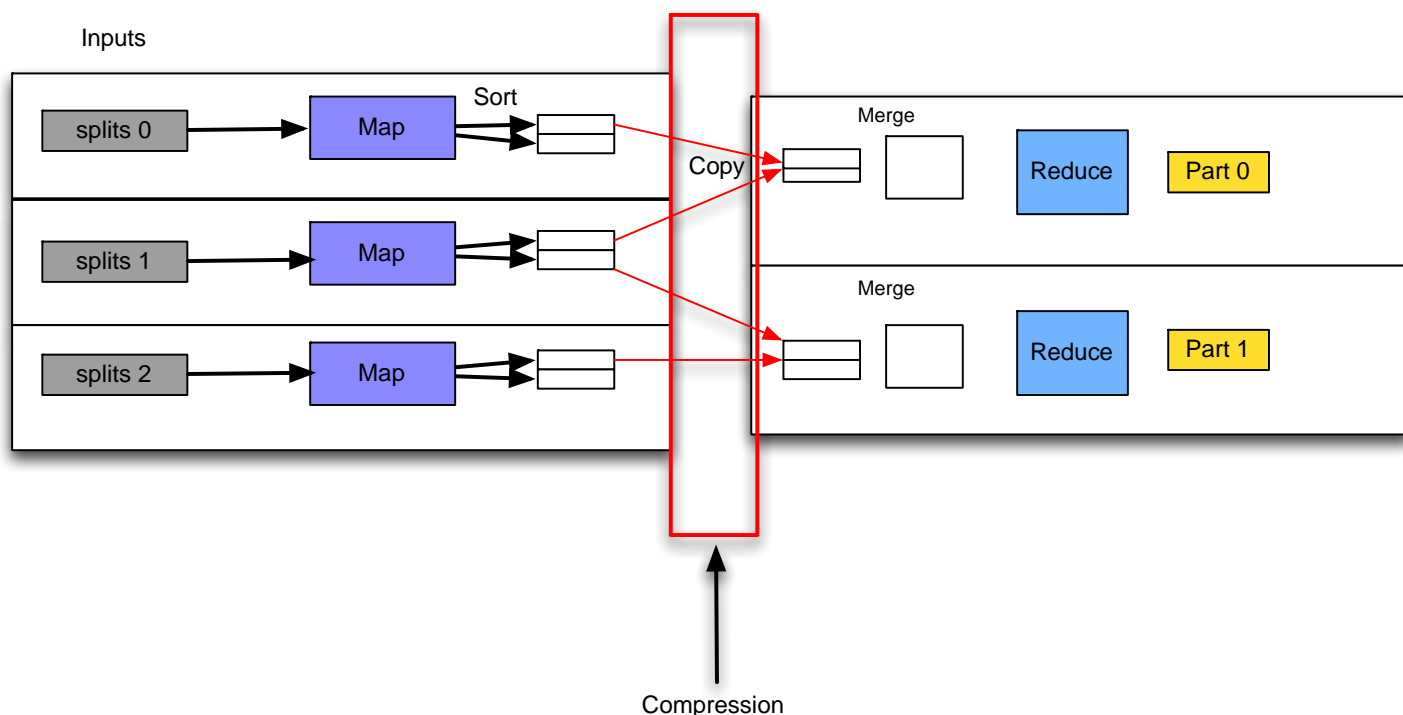 Inputs
splits 0
Map
Sort
splits 1
Map
splits 2
Map
Copy
Merge
Reduce
Part 0
Merge
Reduce
Part 1
Compression